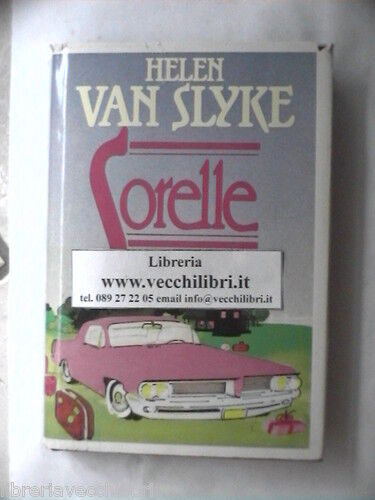 HELEN
VAN SLYKE
Sorelle
Libreria
www.vecchilibri.it
tel. 089 27 22 05 email info@vecchilibri.it